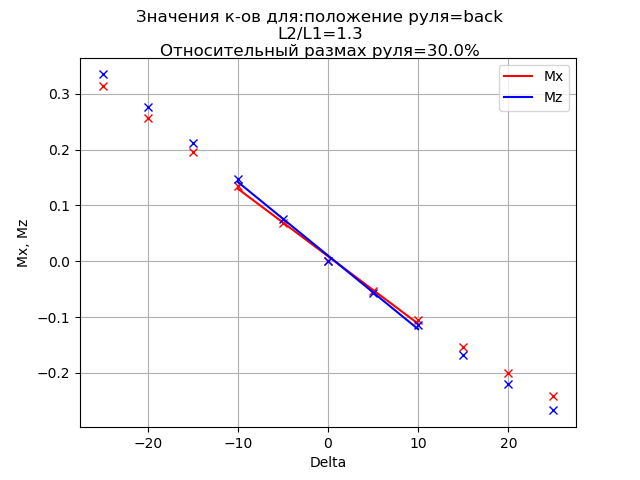 Значения к-ов для:положение руля=back
L2/L1=1.3
Относительный размах руля=30.0%
Mx
Mz
0.3
0.2
0.1
0.0
−0.1
−0.2
Mx, Mz
−20
−10
0
10
20
Delta